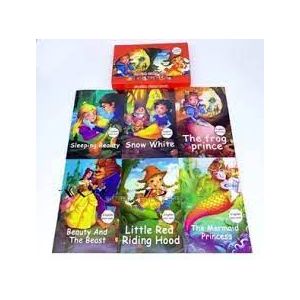 Sleeping Beauty
Snow White
The frog
prince
Beauty And
The Beast
Little Red
Riding Hood
The Mermaid
Princess